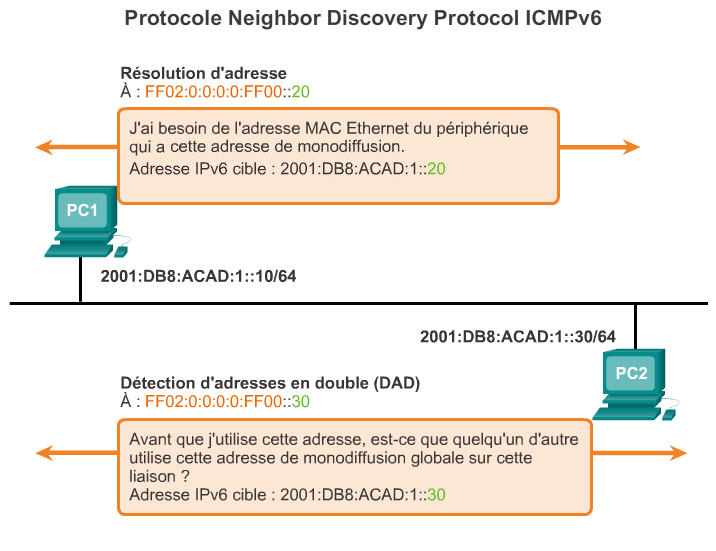 Protocole Neighbor Discovery Protocol ICMPv6
Résolution d'adresse
À : FF02:0:0:0:0:FF00::20
J'ai besoin de l'adresse MAC Ethernet du périphérique
qui a cette adresse de monodiffusion.
Adresse IPv6 cible : 2001:DB8:ACAD:1::20
PC1
2001:DB8:ACAD:1::10/64
2001:DB8:ACAD:1::30/64
PC2
Détection d'adresses en double (DAD)
À : FF02:0:0:0:0:FF00::30
Avant que j'utilise cette adresse, est-ce que quelqu'un d'autre
utilise cette adresse de monodiffusion globale sur cette
liaison ?
Adresse IPv6 cible : 2001:DB8:ACAD:1::30